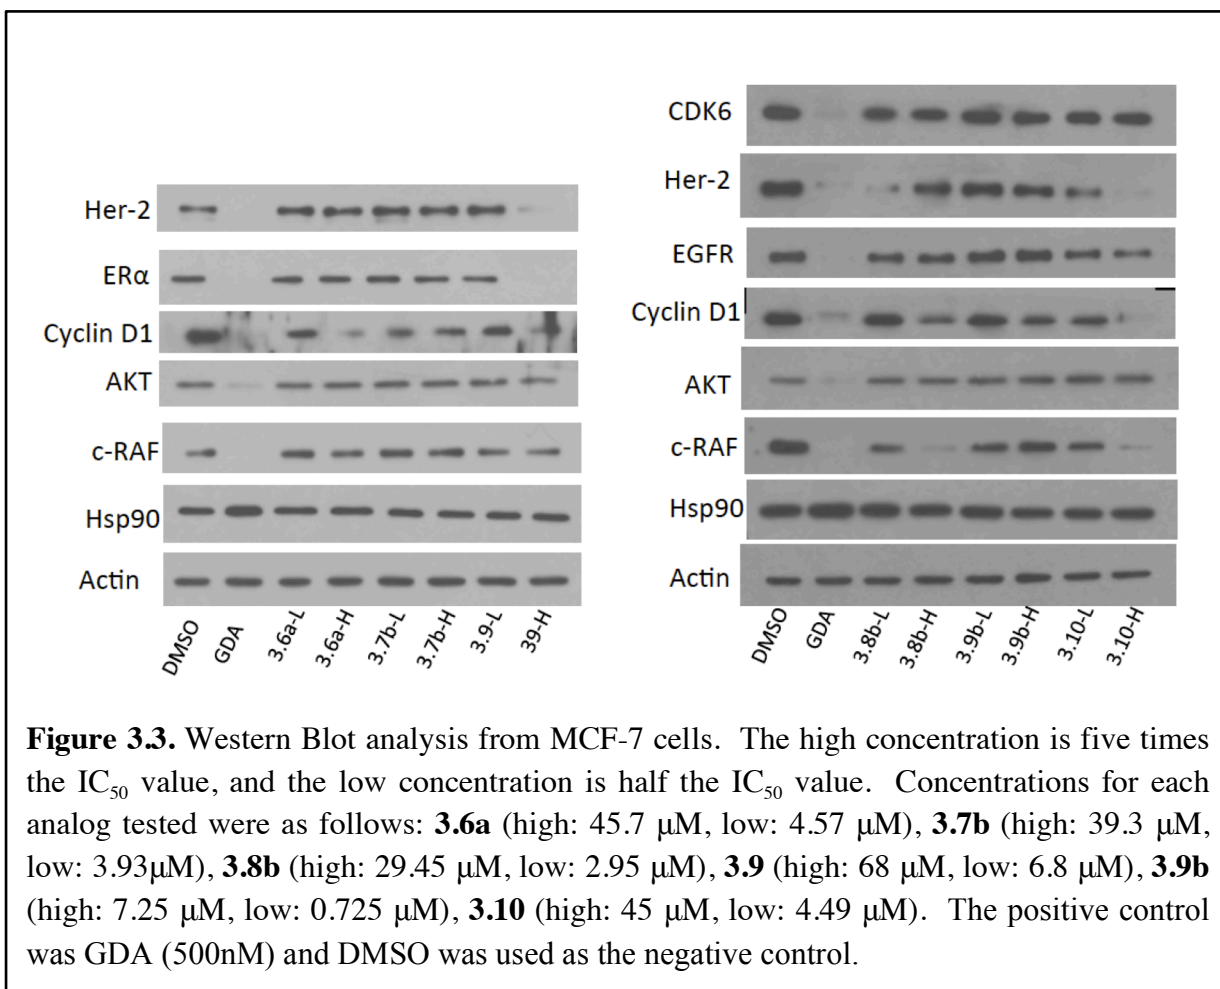 Her-2
ERα
Cyclin D1
AKT
c-RAF
Hsp90
Actin
DMSO
GDA
3.6a-L
3.6a-H
3.7b-L
3.7b-H
3.9-L
39-H
CDK6
Her-2
EGFR
Cyclin D1
AKT
c-RAF
Hsp90
Actin
DMSO
GDA
3.8b-L
3.8b-H
3.9b-L
3.9b-H
3.10-L
3.10-H
Figure 3.3. Western Blot analysis from MCF-7 cells. The high concentration is five times
the IC50 value, and the low concentration is half the IC50 value. Concentrations for each
analog tested were as follows: 3.6a (high: 45.7 μM, low: 4.57 μM), 3.7b (high: 39.3 μM,
low: 3.93μM), 3.8b (high: 29.45 μM, low: 2.95 μM), 3.9 (high: 68 μM, low: 6.8 μM), 3.9b
(high: 7.25 μM, low: 0.725 μM), 3.10 (high: 45 μM, low: 4.49 μM). The positive control
was GDA (500nM) and DMSO was used as the negative control.